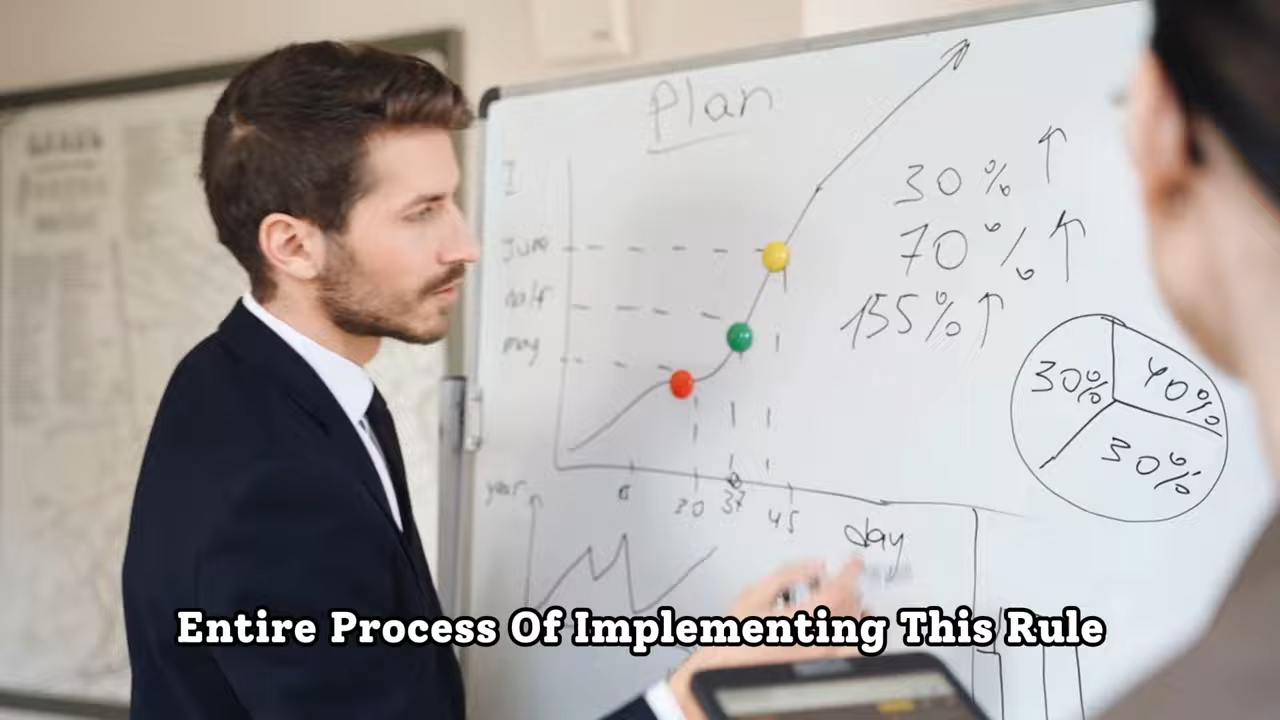 Plan
I
June
half
may
30% ↑
70% ↑
155% ↑
30%
40%
30%
year
30
37
45
day
Entire Process Of Implementing This Rule